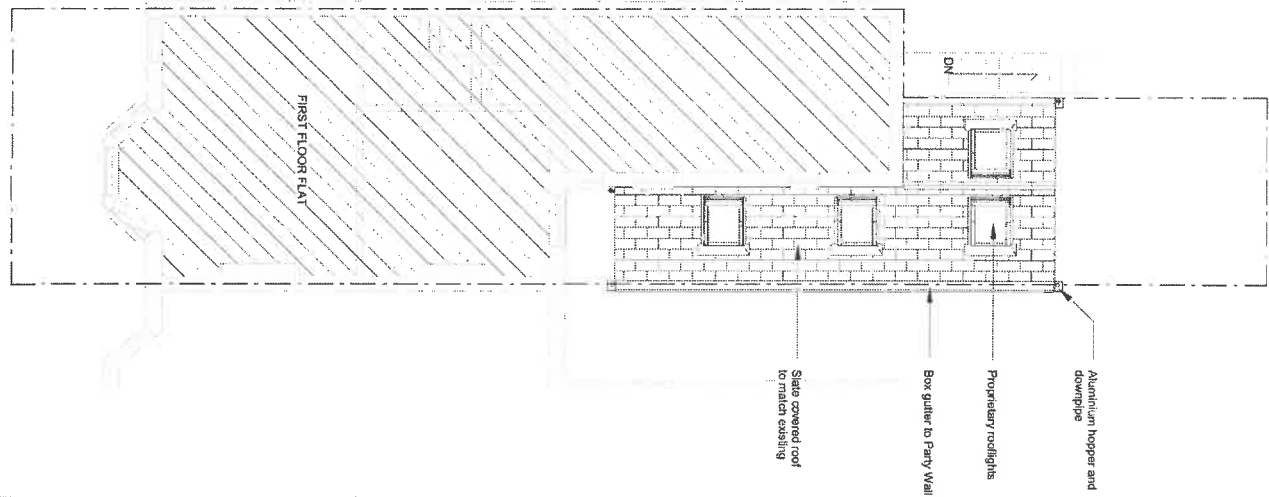 FIRST FLOOR FLAT
DN
Aluminium hopper and
downpipe
Proprietary rooflights
Box gutter to Party Wall
Slate covered roof
to match existing